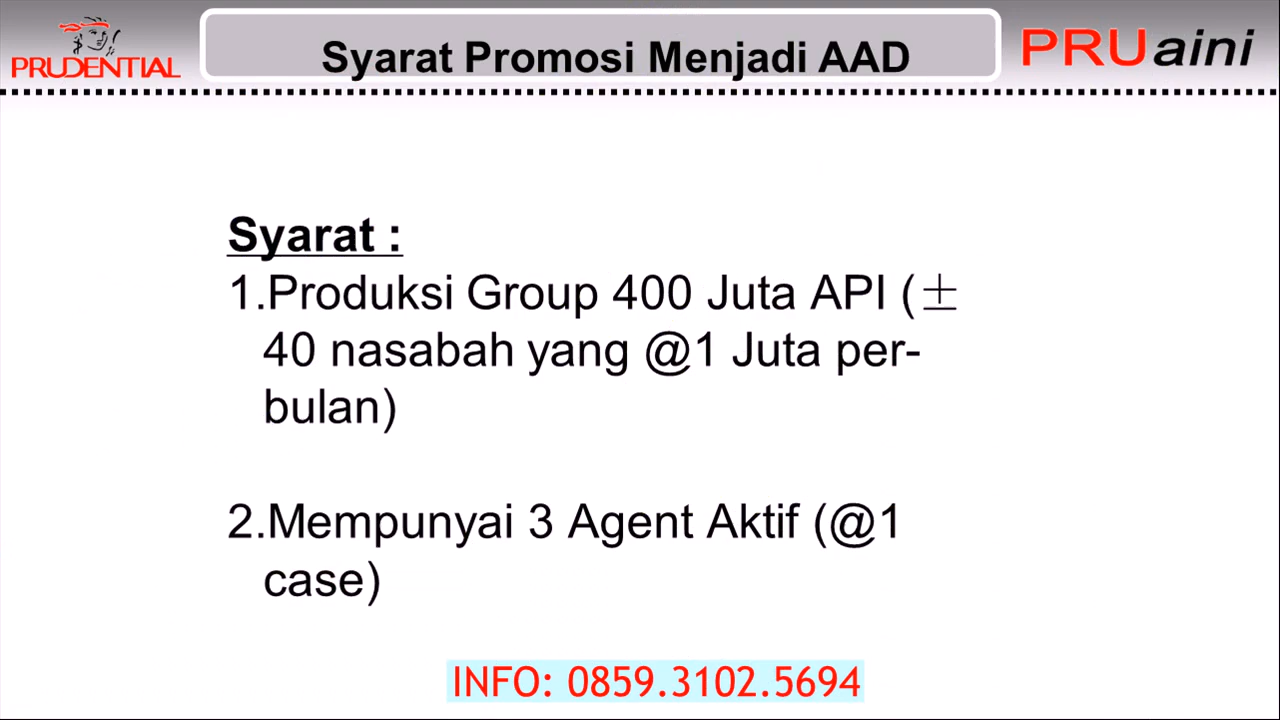 PRUDENTIAL
Syarat Promosi Menjadi AAD
PRUaini
Syarat :
1.Produksi Group 400 Juta API (±
40 nasabah yang @1 Juta per-
bulan)
2.Mempunyai 3 Agent Aktif (@1
case)
INFO: 0859.3102.5694